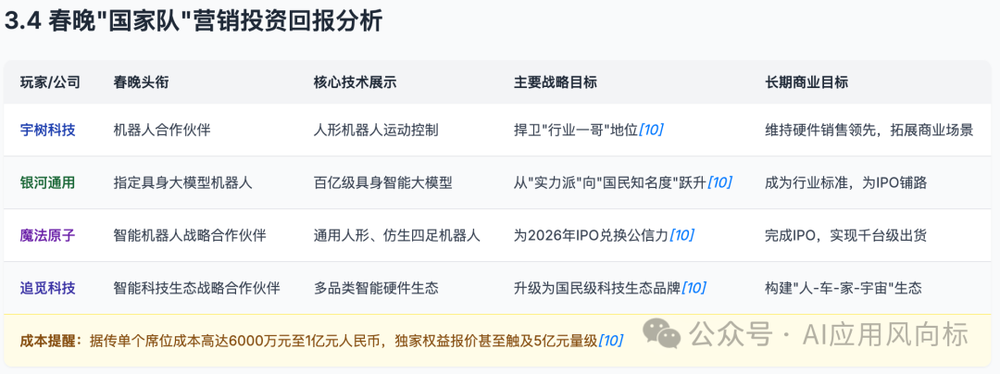 3.4 春晚"国家队"营销投资回报分析
玩家/公司 春晚头衔 核心技术展示 主要战略目标 长期商业目标
宇树科技 机器人合作伙伴 人形机器人运动控制 捍卫"行业一哥"地位[10] 维持硬件销售领先，拓展商业场景
银河通用 指定具身大模型机器人 百亿级具身智能大模型 从"实力派"向"国民知名度"跃升[10] 成为行业标准，为IPO铺路
魔法原子 智能机器人战略合作伙伴 通用人形、仿生四足机器人 为2026年IPO兑换公信力[10] 完成IPO，实现千台级出货
追觅科技 智能科技生态战略合作伙伴 多品类智能硬件生态 升级为国民级科技生态品牌[10] 构建"人-车-家-宇宙"生态
成本提醒：据传单个席位成本高达6000万元至1亿元人民币，独家权益报价甚至触及5亿元量级[10]
公众号 · AI应用风向标